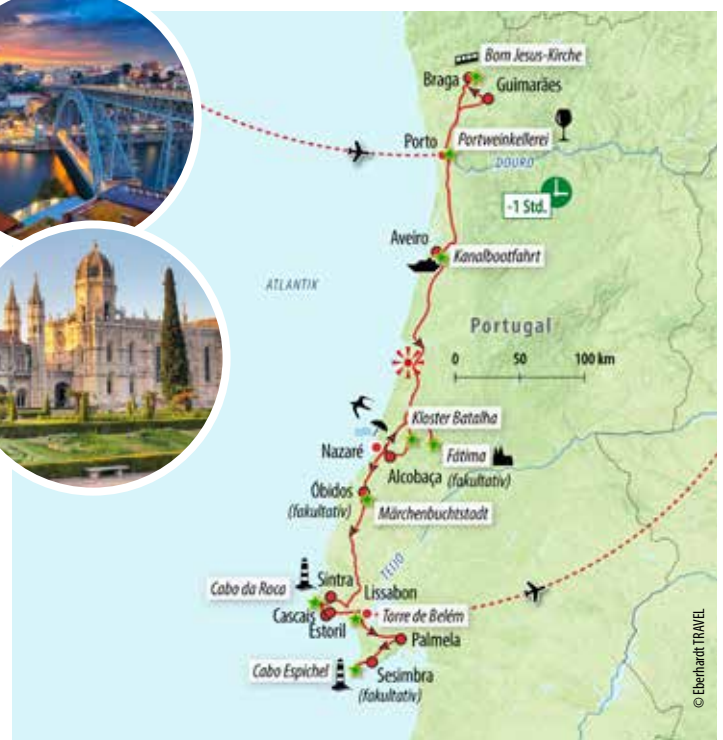 Bom Jesus-Kirche
Braga
Guimarães
Porto
Portweinkellerei
DOURO
-1 Std.
Aveiro
Kanalbootfahrt
ATLANTIK
Portugal
0 50 100 km
Kloster Batalha
Nazaré
Fátima
Alcobaça (fakultativ)
Óbidos
(fakultativ)
Märchenbuchtstadt
TEJO
Cabo da Roca
Sintra
Lissabon
Cascais
Torre de Belém
Estoril
Palmela
Cabo Espichel
Sesimbra
(fakultativ)
© Eberhardt TRAVEL